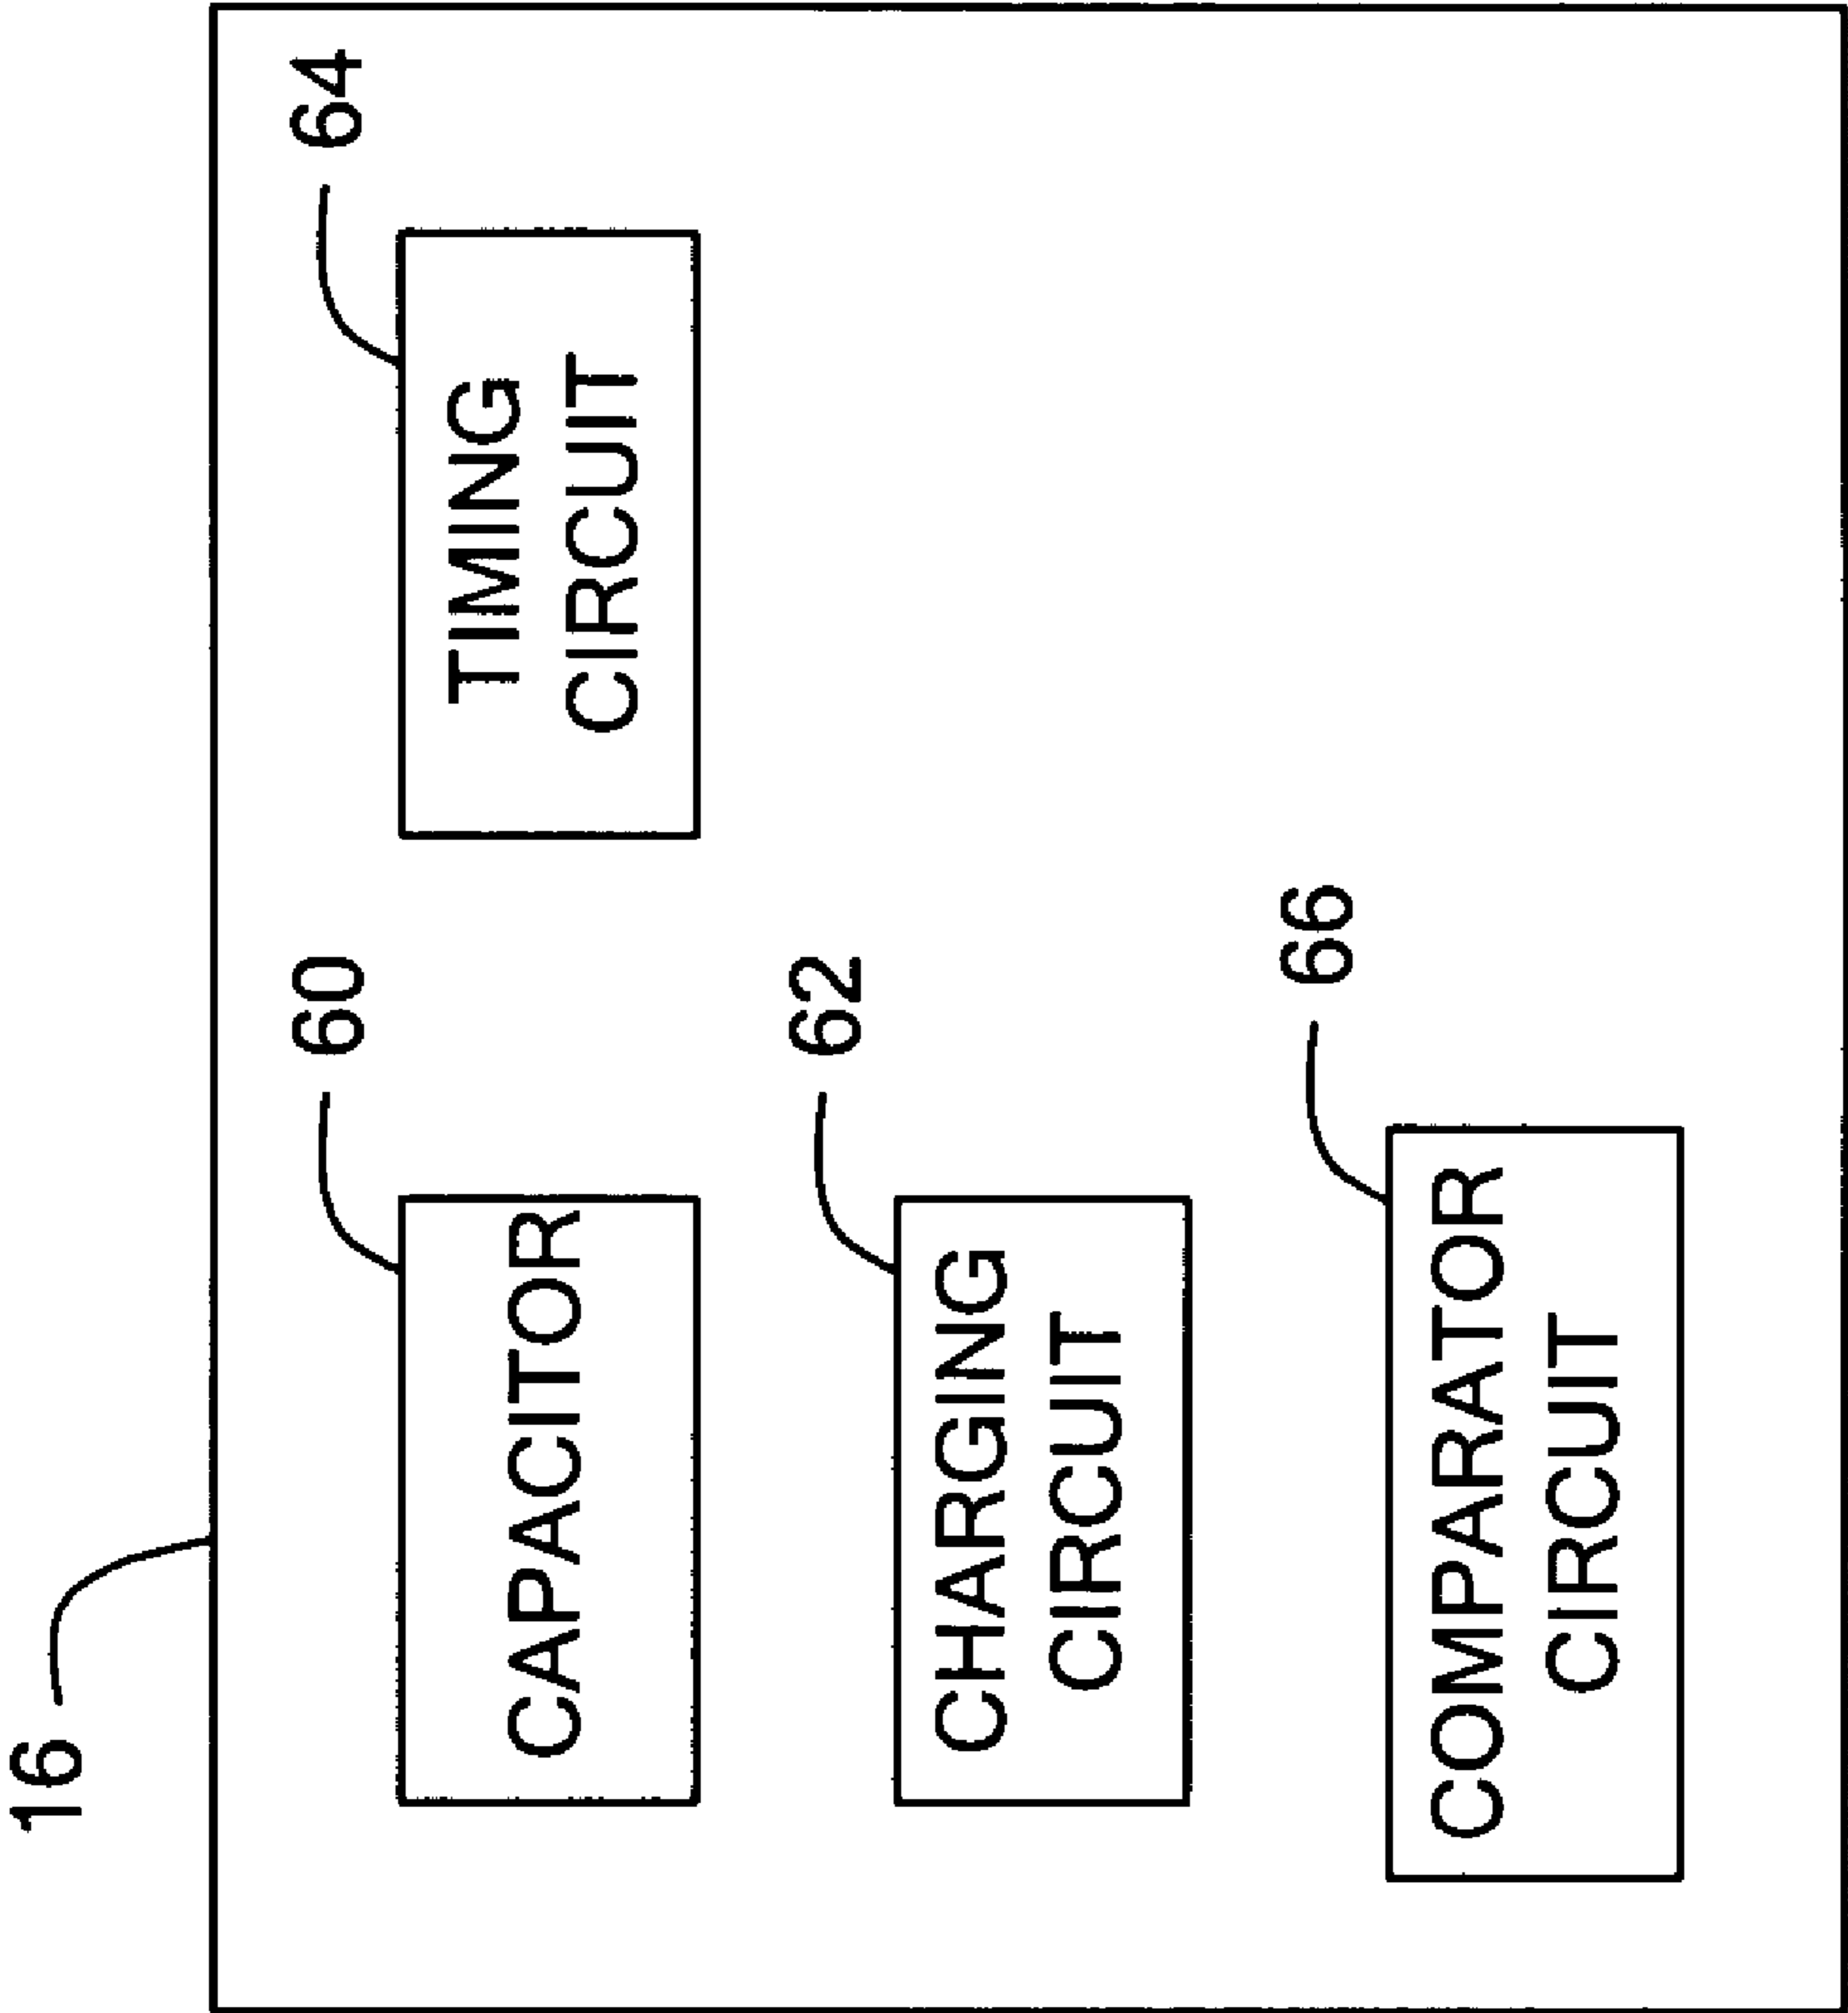 16
60
CAPACITOR
64
TIMING
CIRCUIT
62
CHARGING
CIRCUIT
66
COMPARATOR
CIRCUIT